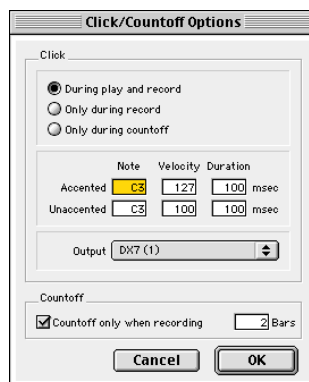 Click/Countoff Options
Click
During play and record
Only during record
Only during countoff
Note Velocity Duration
Accented C3 127 100 msec
Unaccented C3 100 100 msec
Output DX7 (1)
Countoff
Countoff only when recording 2 Bars
Cancel OK